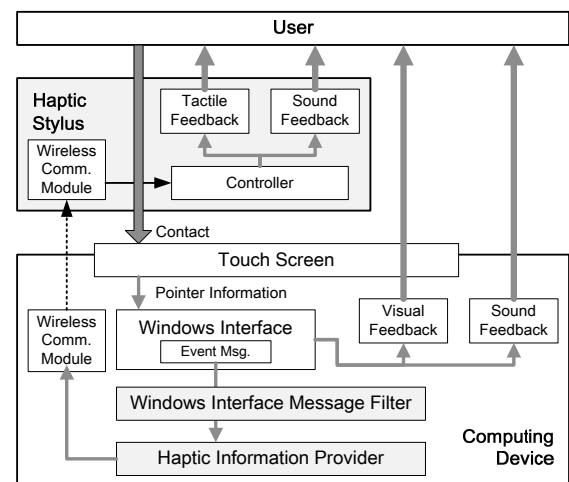 User
Haptic
Stylus
Tactile
Feedback
Sound
Feedback
Wireless
Comm.
Module
Controller
Contact
Touch Screen
Pointer Information
Wireless
Comm.
Module
Windows Interface
Event Msg.
Visual
Feedback
Sound
Feedback
Windows Interface Message Filter
Haptic Information Provider
Computing
Device